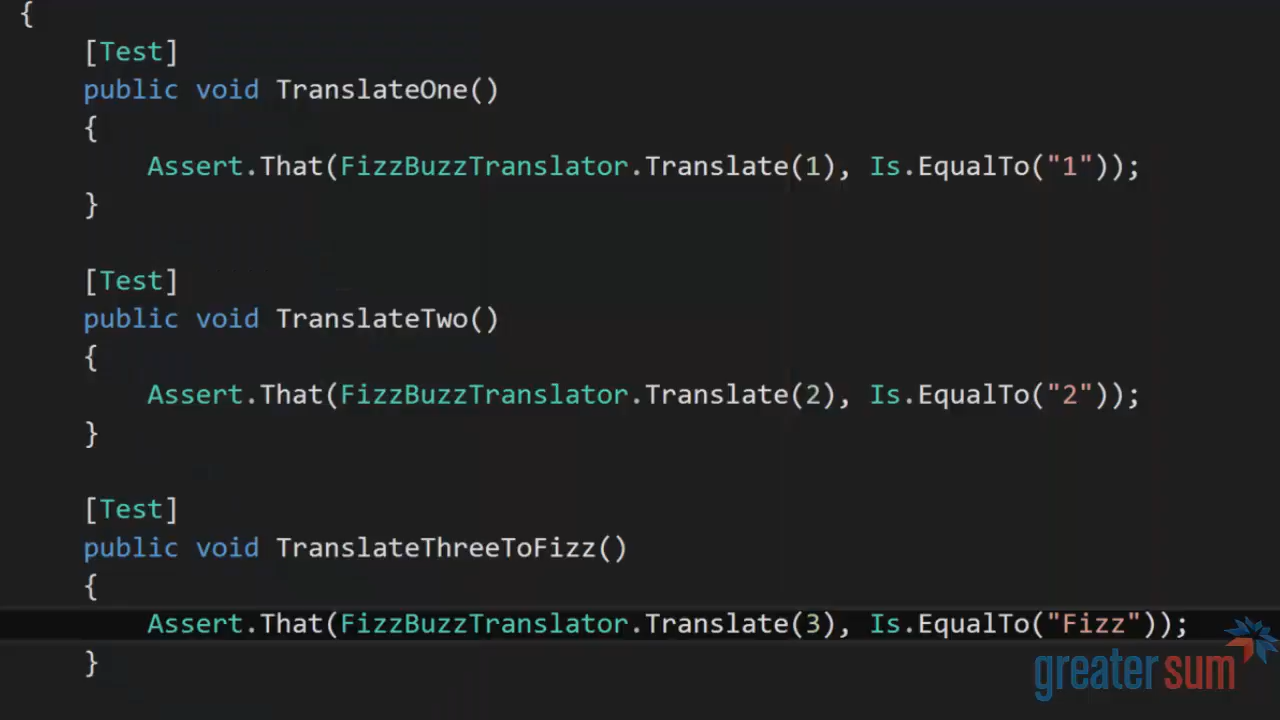 {
[Test]
public void TranslateOne()
{
Assert.That(FizzBuzzTranslator.Translate(1), Is.EqualTo("1"));
}
[Test]
public void TranslateTwo()
{
Assert.That(FizzBuzzTranslator.Translate(2), Is.EqualTo("2"));
}
[Test]
public void TranslateThreeToFizz()
{
Assert.That(FizzBuzzTranslator.Translate(3), Is.EqualTo("Fizz"));
}
greater sum